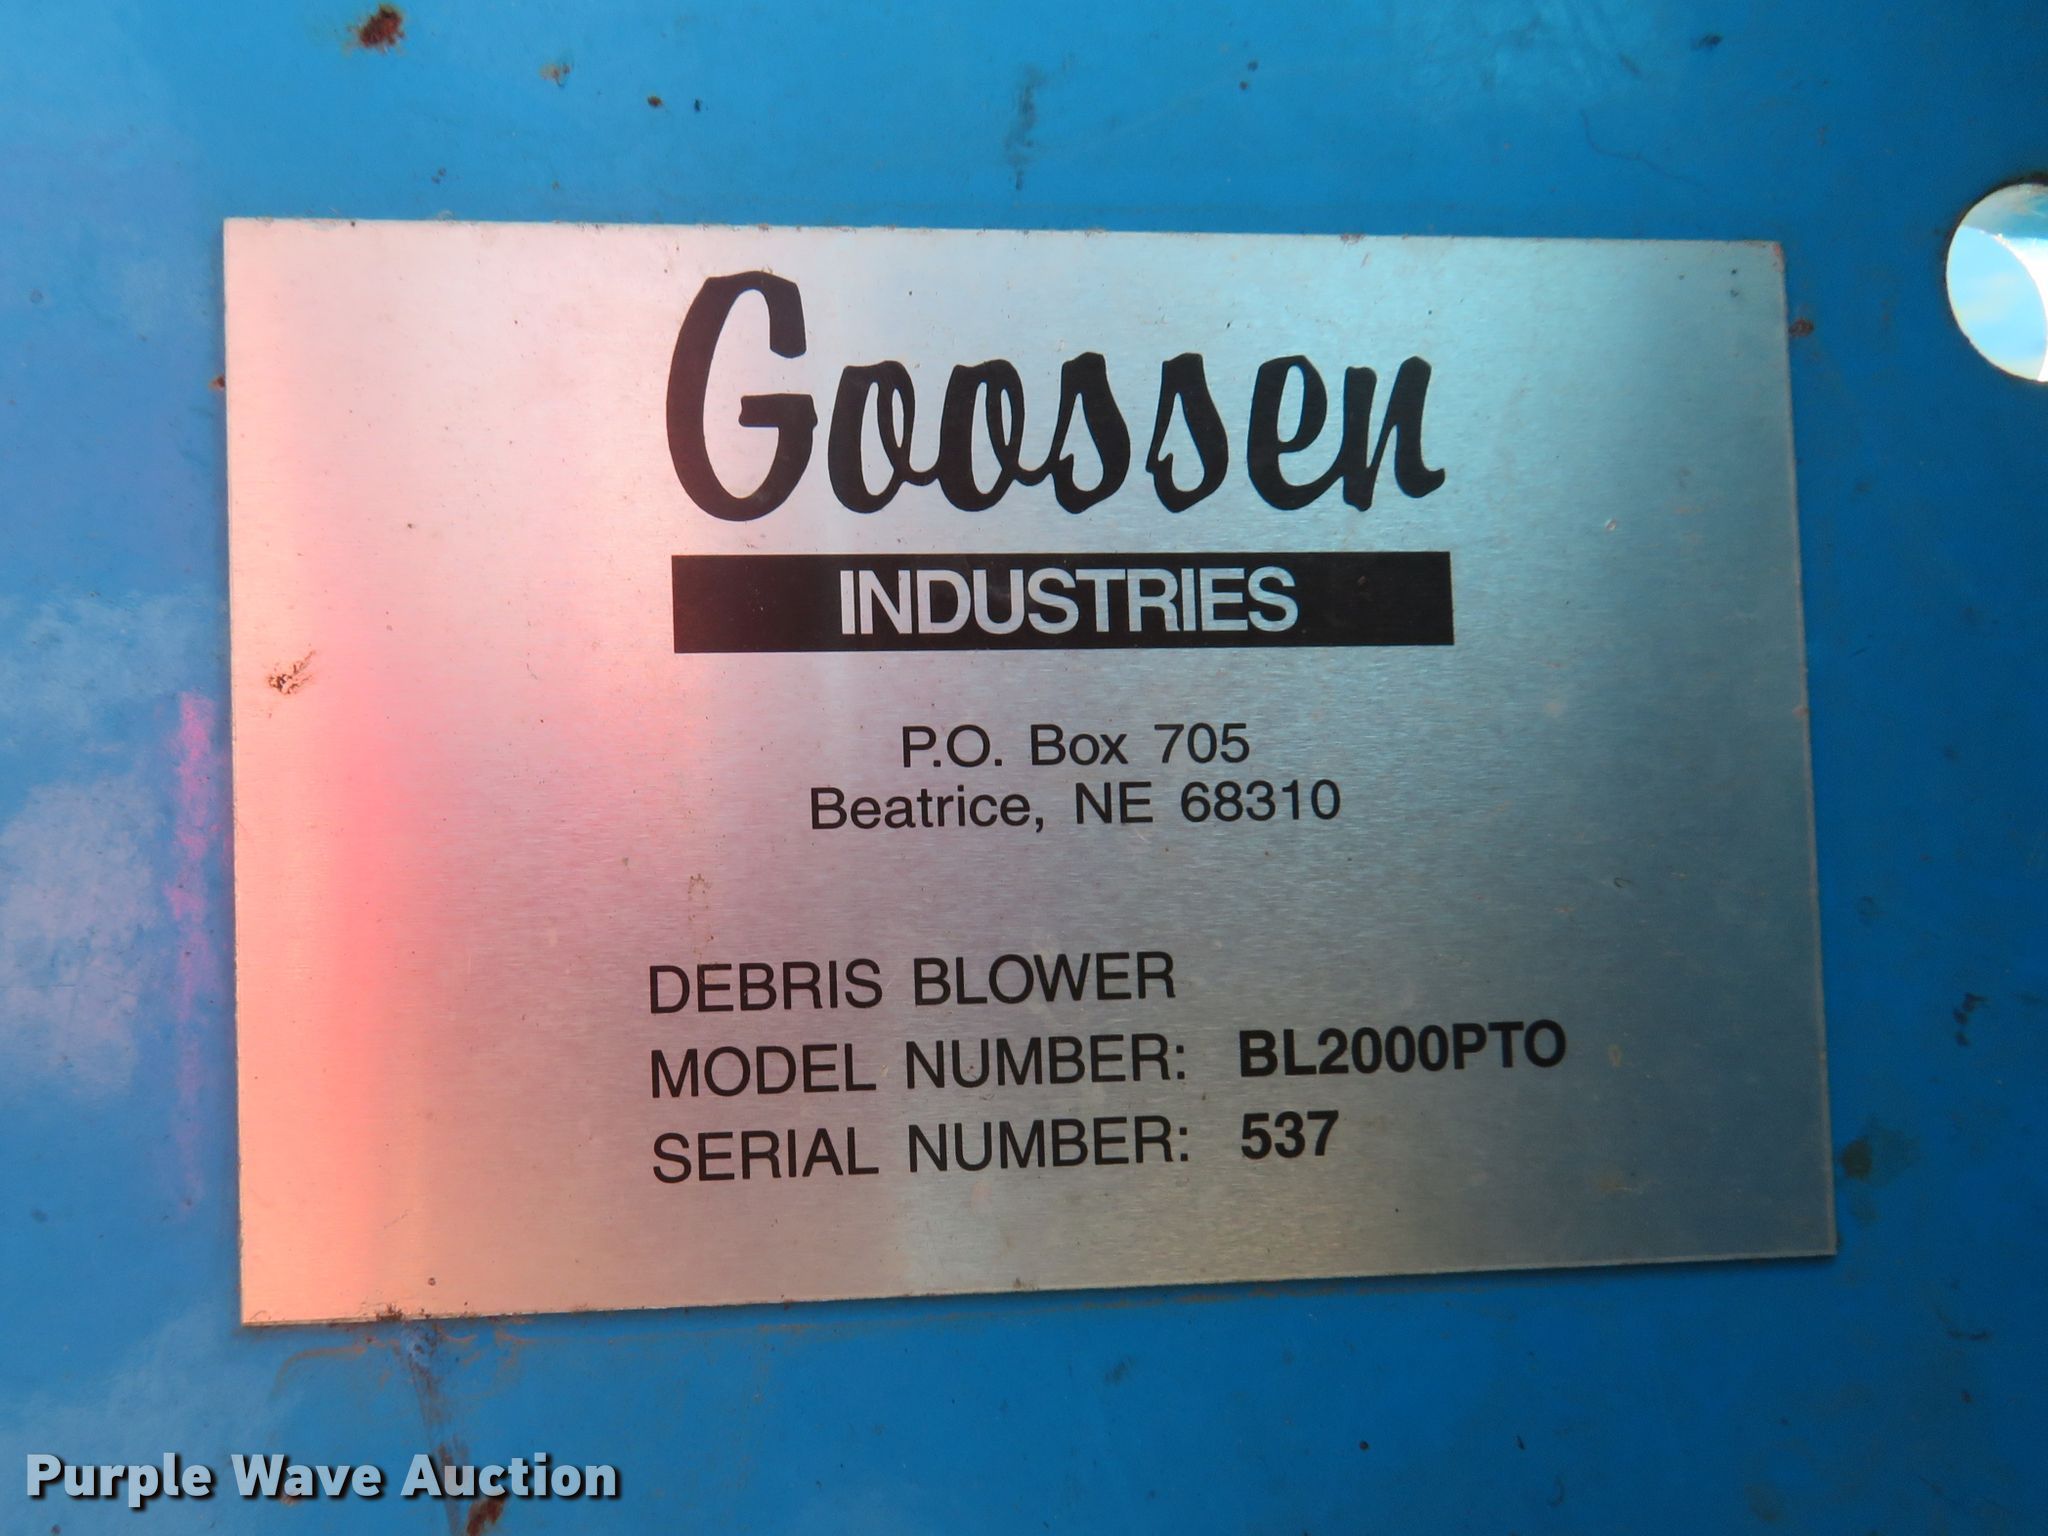 Goossen
INDUSTRIES
P.O. Box 705
Beatrice, NE 68310
DEBRIS BLOWER
MODEL NUMBER: BL2000PTO
SERIAL NUMBER: 537
Purple Wave Auction